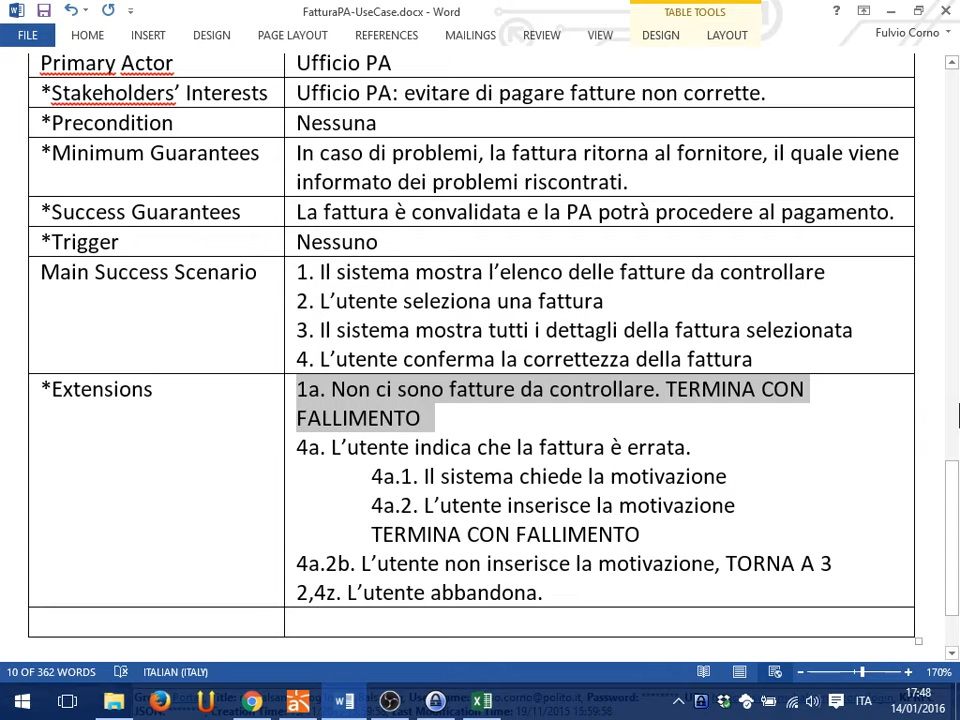 FatturaPA-UseCase.docx - Word
TABLE TOOLS
?
FILE
HOME
INSERT
DESIGN
PAGE LAYOUT
REFERENCES
MAILINGS
REVIEW
VIEW
DESIGN
LAYOUT
Fulvio Corno
Primary Actor
Ufficio PA
*Stakeholders’ Interests
Ufficio PA: evitare di pagare fatture non corrette.
*Precondition
Nessuna
*Minimum Guarantees
In caso di problemi, la fattura ritorna al fornitore, il quale viene
informato dei problemi riscontrati.
*Success Guarantees
La fattura è convalidata e la PA potrà procedere al pagamento.
*Trigger
Nessuno
Main Success Scenario
1. Il sistema mostra l’elenco delle fatture da controllare
2. L’utente seleziona una fattura
3. Il sistema mostra tutti i dettagli della fattura selezionata
4. L’utente conferma la correttezza della fattura
*Extensions
1a. Non ci sono fatture da controllare. TERMINA CON
FALLIMENTO
4a. L’utente indica che la fattura è errata.
4a.1. Il sistema chiede la motivazione
4a.2. L’utente inserisce la motivazione
TERMINA CON FALLIMENTO
4a.2b. L’utente non inserisce la motivazione, TORNA A 3
2,4z. L’utente abbandona.
10 OF 362 WORDS
ITALIAN (ITALY)
170%
ITA
17:48
14/01/2016